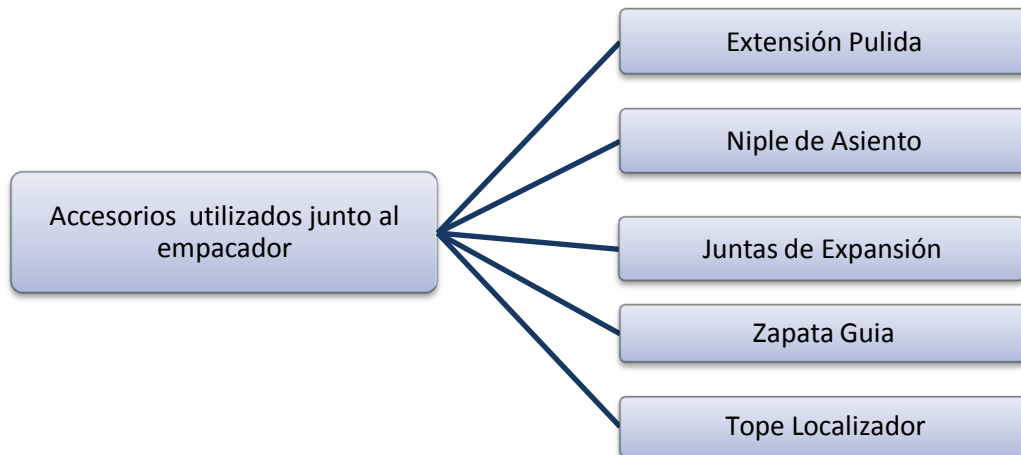 Extensión Pulida
Niple de Asiento
Accesorios utilizados junto al
empacador
Juntas de Expansión
Zapata Guia
Tope Localizador